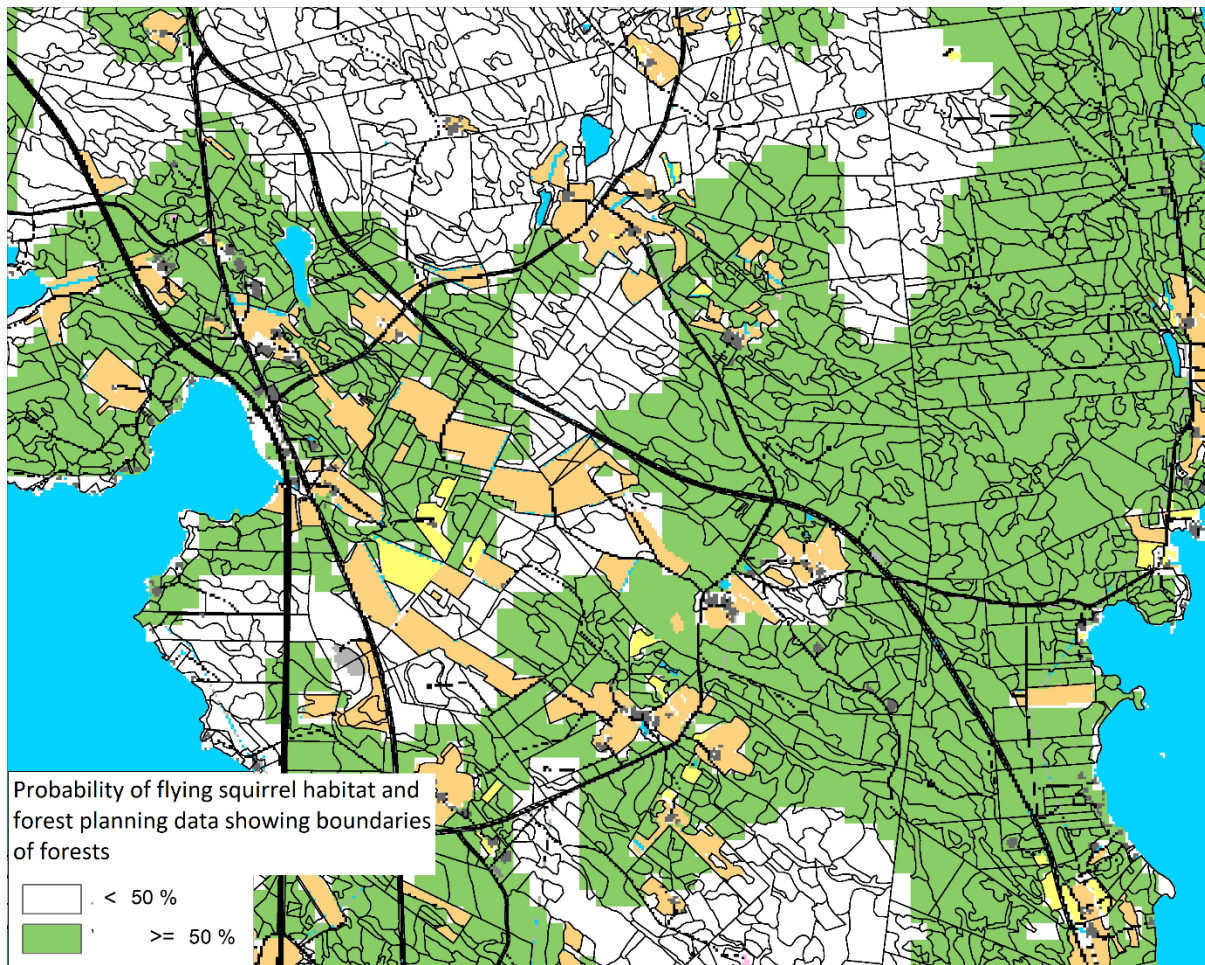 Probability of flying squirrel habitat and
forest planning data showing boundaries
of forests
< 50 %
>= 50 %